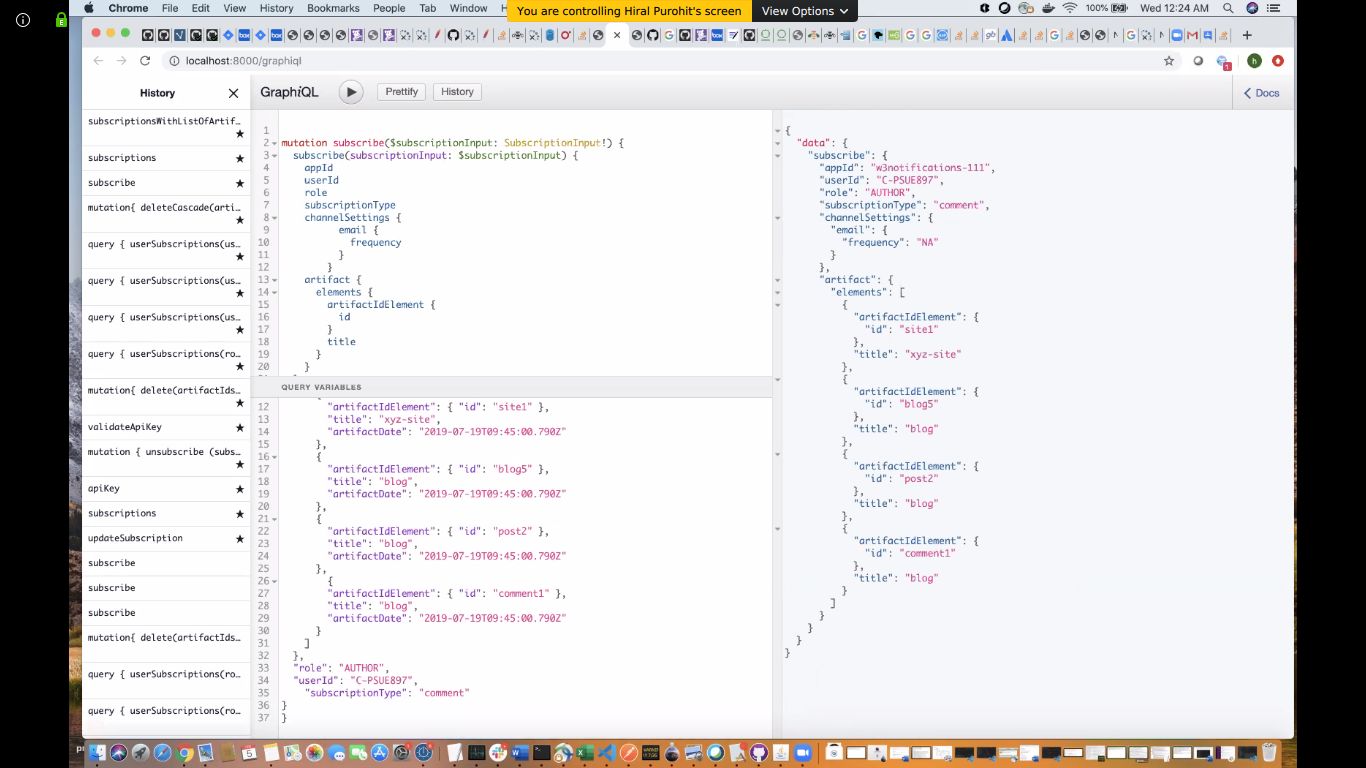 Chrome File Edit View History Bookmarks People Tab Window
You are controlling Hiral Purohit's screen
View Options
100% Wed 12:24 AM
localhost:8000/graphiql
History
GraphiQL
Prettify
History
Docs
subscriptionsWithListOfArtif…
subscriptions
subscribe
mutation{ deleteCascade(arti…
query { userSubscriptions(us…
query { userSubscriptions(us…
query { userSubscriptions(us…
query { userSubscriptions(ro…
mutation{ delete(artifactIds…
validateApiKey
mutation { unsubscribe (subs…
apiKey
subscriptions
updateSubscription
subscribe
subscribe
subscribe
mutation{ delete(artifactIds…
query { userSubscriptions(ro…
query { userSubscriptions(ro…
1
2 mutation subscribe($subscriptionInput: SubscriptionInput!) {
3 subscribe(subscriptionInput: $subscriptionInput) {
4 appId
5 userId
6 role
7 subscriptionType
8 channelSettings {
9 email {
10 frequency
11 }
12 }
13 artifact {
14 elements {
15 artifactIdElement {
16 id
17 }
18 title
19 }
20 }
QUERY VARIABLES
12 "artifactIdElement": { "id": "site1" },
13 "title": "xyz-site",
14 "artifactDate": "2019-07-19T09:45:00.790Z"
15 },
16 {
17 "artifactIdElement": { "id": "blog5" },
18 "title": "blog",
19 "artifactDate": "2019-07-19T09:45:00.790Z"
20 },
21 {
22 "artifactIdElement": { "id": "post2" },
23 "title": "blog",
24 "artifactDate": "2019-07-19T09:45:00.790Z"
25 },
26 {
27 "artifactIdElement": { "id": "comment1" },
28 "title": "blog",
29 "artifactDate": "2019-07-19T09:45:00.790Z"
30 }
31 ]
32 },
33 "role": "AUTHOR",
34 "userId": "C-PSUE897",
35 "subscriptionType": "comment"
36 }
37 }
{
"data": {
"subscribe": {
"appId": "w3notifications-111",
"userId": "C-PSUE897",
"role": "AUTHOR",
"subscriptionType": "comment",
"channelSettings": {
"email": {
"frequency": "NA"
}
},
"artifact": {
"elements": [
{
"artifactIdElement": {
"id": "site1"
},
"title": "xyz-site"
},
{
"artifactIdElement": {
"id": "blog5"
},
"title": "blog"
},
{
"artifactIdElement": {
"id": "post2"
},
"title": "blog"
},
{
"artifactIdElement": {
"id": "comment1"
},
"title": "blog"
}
]
}
}
}
}